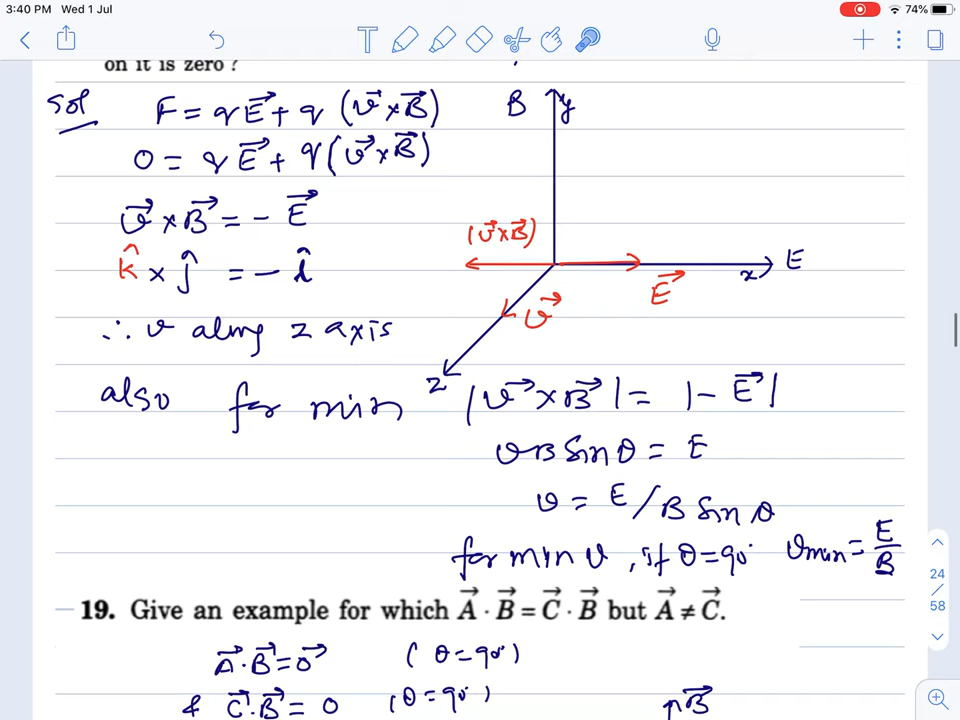 3:40 PM Wed 1 Jul
74%
T
on it is zero ?
Sol F = qE⃗ + q (v⃗ × B⃗)
0 = qE⃗ + q(v⃗ × B⃗)
v⃗ × B⃗ = - E⃗
k̂ × ĵ = - î
∴ v along z axis
B y
(v⃗×B⃗)
x E
E⃗
v⃗
z
also for min |v⃗ × B⃗| = |- E⃗|
vB Sin θ = E
v = E / B Sin θ
for min v, if θ = 90° vmin = E/B
19. Give an example for which A⃗ · B⃗ = C⃗ · B⃗ but A⃗ ≠ C⃗.
A⃗·B⃗ = 0⃗ (θ = 90°)
& C⃗·B⃗ = 0 (θ = 90°)
B⃗
24
/
58